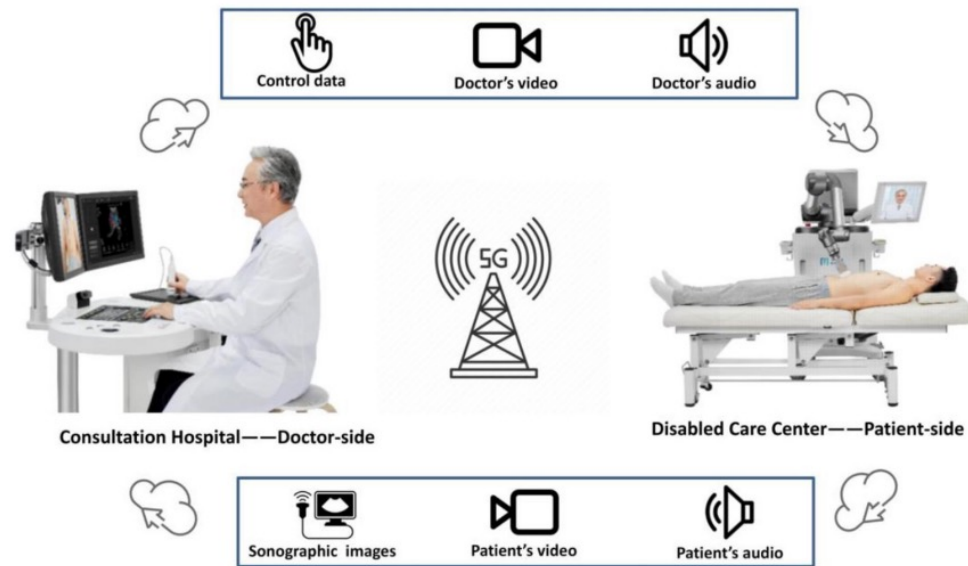 Control data
Doctor's video
Doctor's audio
5G
Consultation Hospital——Doctor-side
Disabled Care Center——Patient-side
Sonographic images
Patient's video
Patient's audio